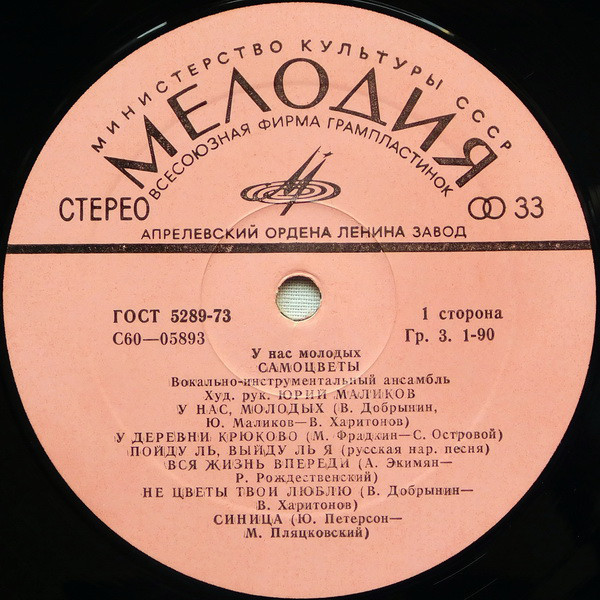 МИНИСТЕРСТВО КУЛЬТУРЫ СССР
МЕЛОДИЯ
ВСЕСОЮЗНАЯ ФИРМА ГРАМПЛАСТИНОК
СТЕРЕО
33
АПРЕЛЕВСКИЙ ОРДЕНА ЛЕНИНА ЗАВОД
ГОСТ 5289-73
1 сторона
С60—05893
Гр. 3. 1-90
У нас молодых
САМОЦВЕТЫ
Вокально-инструментальный ансамбль
Худ. рук. ЮРИЙ МАЛИКОВ
У НАС, МОЛОДЫХ (В. Добрынин,
Ю. Маликов—В. Харитонов)
У ДЕРЕВНИ КРЮКОВО (М. Фрадкин—С. Островой)
ПОЙДУ ЛЬ, ВЫЙДУ ЛЬ Я (русская нар. песня)
ВСЯ ЖИЗНЬ ВПЕРЕДИ (А. Экимян—
Р. Рождественский)
НЕ ЦВЕТЫ ТВОИ ЛЮБЛЮ (В. Добрынин—
В. Харитонов)
СИНИЦА (Ю. Петерсон—
М. Пляцковский)